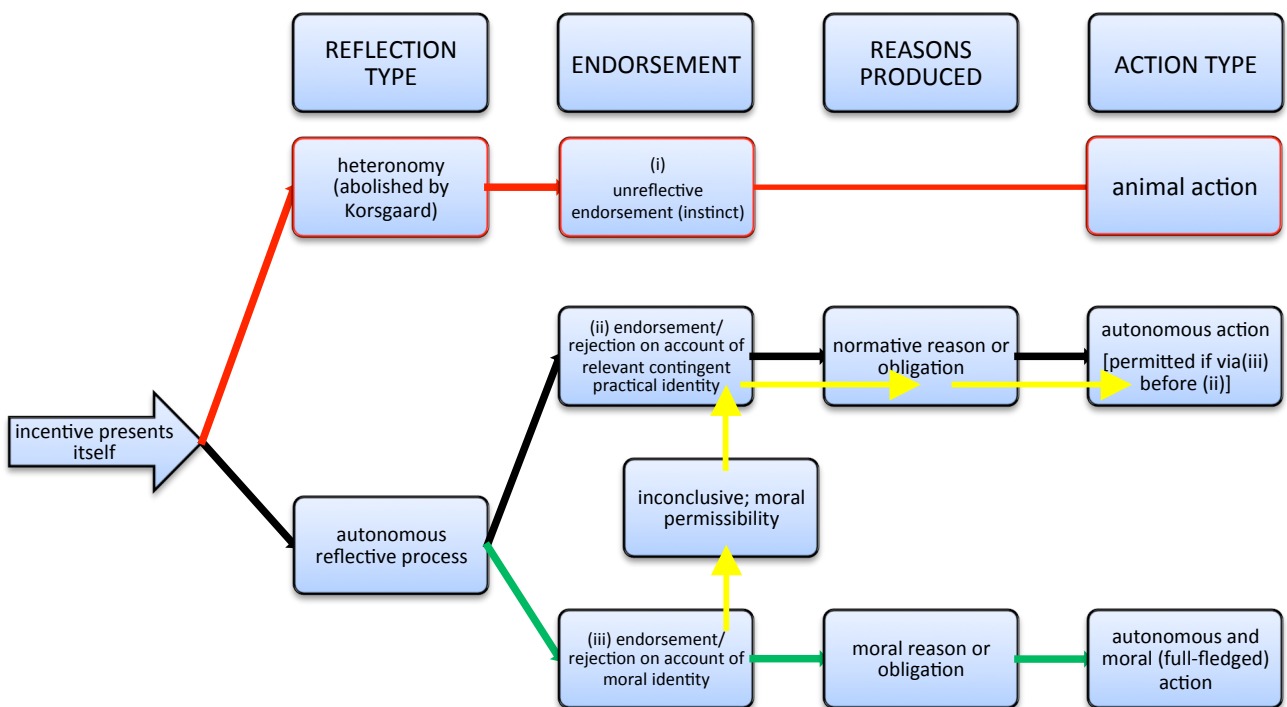 REFLECTION
TYPE
ENDORSEMENT
REASONS
PRODUCED
ACTION TYPE
heteronomy
(abolished by
Korsgaard)
(i)
unreflective
endorsement (instinct)
animal action
(ii) endorsement/
rejection on account of
relevant contingent
practical identity
normative reason or
obligation
autonomous action
[permitted if via(iii)
before (ii)]
incentive presents
itself
inconclusive; moral
permissibility
autonomous
reflective process
(iii) endorsement/
rejection on account of
moral identity
moral reason or
obligation
autonomous and
moral (full-fledged)
action